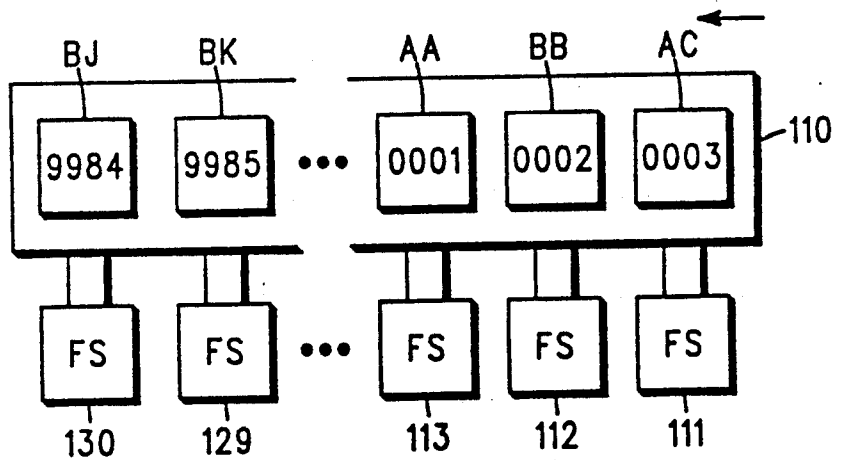 BJ BK AA BB AC
110
9984 9985 ••• 0001 0002 0003
FS FS ••• FS FS FS
130 129 113 112 111